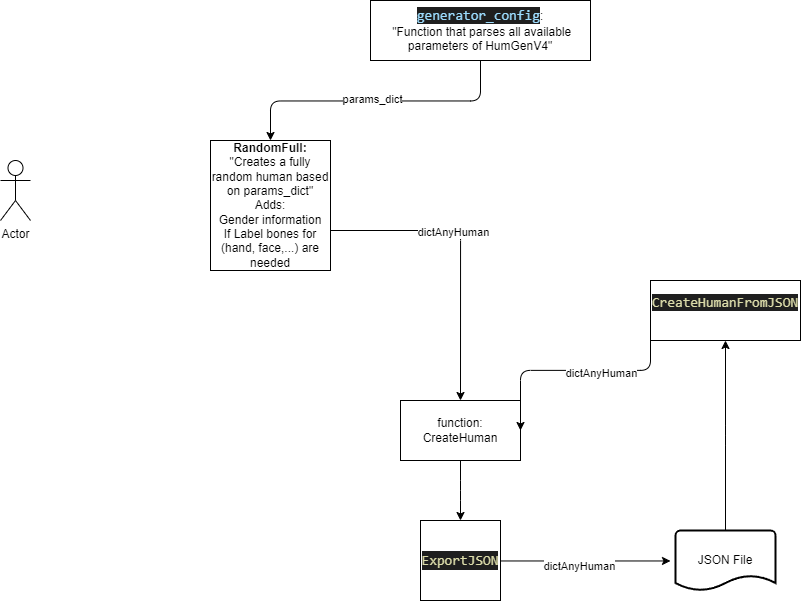 generator_config:
"Function that parses all available
parameters of HumGenV4"
params_dict
RandomFull:
"Creates a fully
random human based
on params_dict"
Adds:
Gender information
If Label bones for
(hand, face,...) are
needed
Actor
dictAnyHuman
CreateHumanFromJSON
dictAnyHuman
function:
CreateHuman
ExportJSON
dictAnyHuman
JSON File